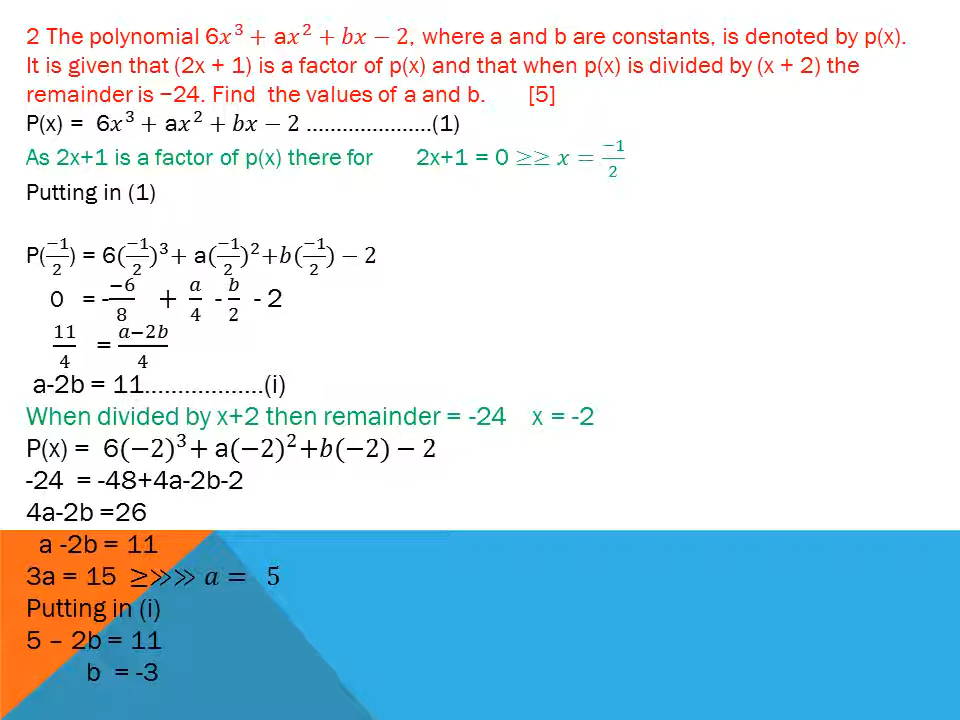 2 The polynomial 6𝑥³ + a𝑥² + 𝑏𝑥 − 2, where a and b are constants, is denoted by p(x).
It is given that (2x + 1) is a factor of p(x) and that when p(x) is divided by (x + 2) the
remainder is −24. Find the values of a and b. [5]
P(x) = 6𝑥³ + a𝑥² + 𝑏𝑥 − 2 .....................(1)
As 2x+1 is a factor of p(x) there for 2x+1 = 0 ≥≥ 𝑥 = −1/2
Putting in (1)
P(−1/2) = 6(−1/2)³+ a(−1/2)²+𝑏(−1/2) − 2
0 = -−6/8 + 𝑎/4 - 𝑏/2 - 2
11/4 = 𝑎−2𝑏/4
a-2b = 11..................(i)
When divided by x+2 then remainder = -24 x = -2
P(x) = 6(−2)³+ a(−2)²+𝑏(−2) − 2
-24 = -48+4a-2b-2
4a-2b =26
a -2b = 11
3a = 15 ≥≫≫ 𝑎 = 5
Putting in (i)
5 – 2b = 11
b = -3